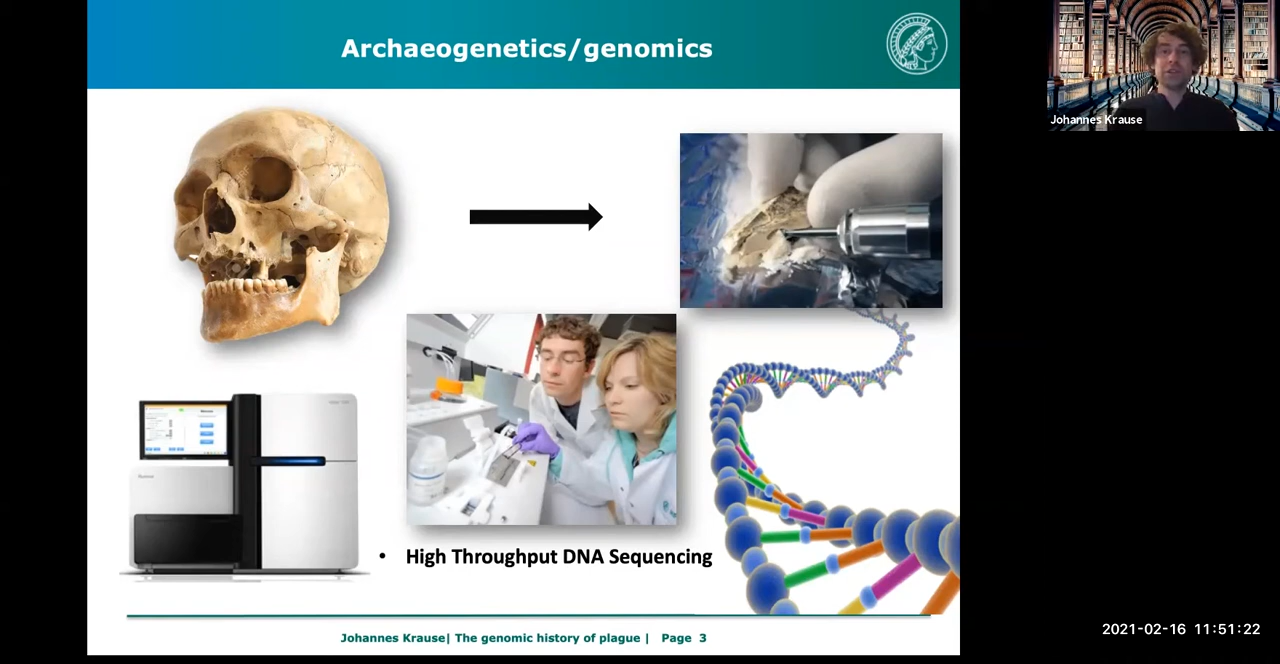 Archaeogenetics/genomics
Johannes Krause
• High Throughput DNA Sequencing
Johannes Krause| The genomic history of plague | Page 3
2021-02-16 11:51:22